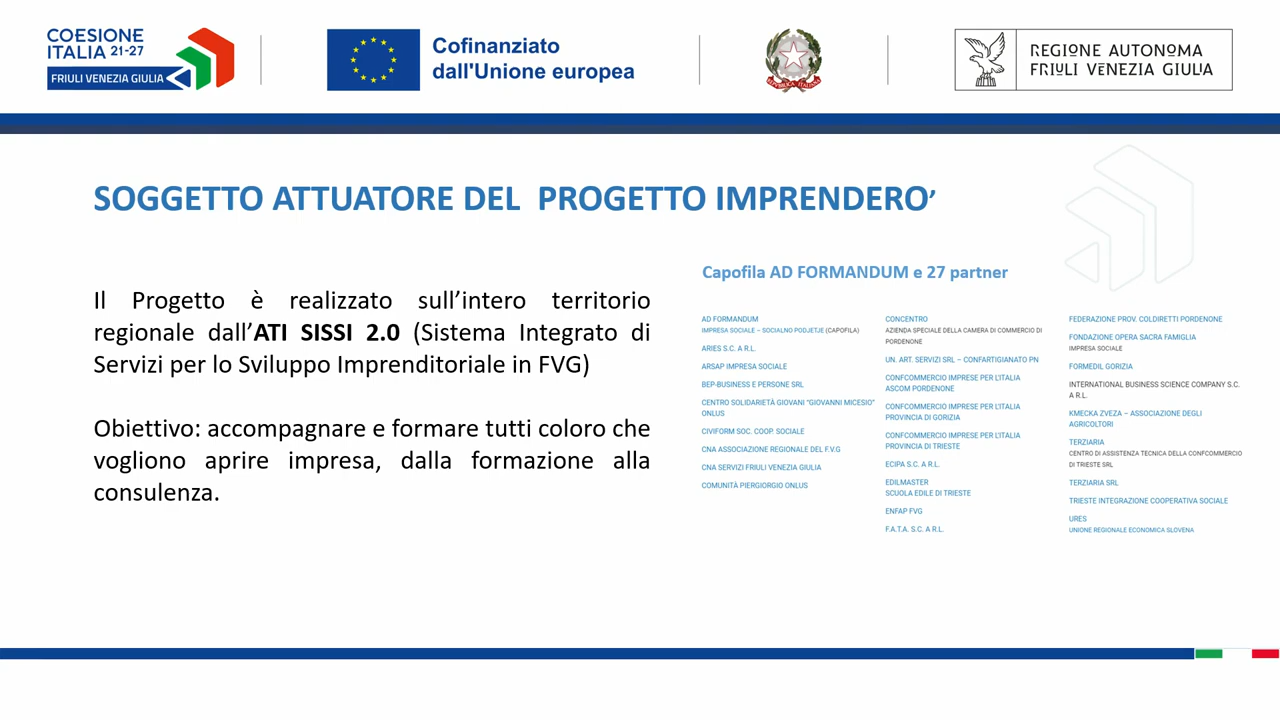 COESIONE
ITALIA 21-27
FRIULI VENEZIA GIULIA
Cofinanziato
dall'Unione europea
REPUBBLICA ITALIANA
REGIONE AUTONOMA
FRIULI VENEZIA GIULIA
SOGGETTO ATTUATORE DEL  PROGETTO IMPRENDERO’
Il Progetto è realizzato sull’intero territorio
regionale dall’ATI SISSI 2.0 (Sistema Integrato di
Servizi per lo Sviluppo Imprenditoriale in FVG)
Obiettivo: accompagnare e formare tutti coloro che
vogliono aprire impresa, dalla formazione alla
consulenza.
Capofila AD FORMANDUM e 27 partner
AD FORMANDUM
IMPRESA SOCIALE – SOCIALNO PODJETJE (CAPOFILA)
ARIES S.C. A R.L.
ARSAP IMPRESA SOCIALE
BEP-BUSINESS E PERSONE SRL
CENTRO SOLIDARIETÀ GIOVANI “GIOVANNI MICESIO”
ONLUS
CIVIFORM SOC. COOP. SOCIALE
CNA ASSOCIAZIONE REGIONALE DEL F.V.G
CNA SERVIZI FRIULI VENEZIA GIULIA
COMUNITÀ PIERGIORGIO ONLUS
CONCENTRO
AZIENDA SPECIALE DELLA CAMERA DI COMMERCIO DI
PORDENONE
UN. ART. SERVIZI SRL – CONFARTIGIANATO PN
CONFCOMMERCIO IMPRESE PER L'ITALIA
ASCOM PORDENONE
CONFCOMMERCIO IMPRESE PER L'ITALIA
PROVINCIA DI GORIZIA
CONFCOMMERCIO IMPRESE PER L'ITALIA
PROVINCIA DI TRIESTE
ECIPA S.C. A R.L.
EDILMASTER
SCUOLA EDILE DI TRIESTE
ENFAP FVG
F.A.T.A. S.C. A R.L.
FEDERAZIONE PROV. COLDIRETTI PORDENONE
FONDAZIONE OPERA SACRA FAMIGLIA
IMPRESA SOCIALE
FORMEDIL GORIZIA
INTERNATIONAL BUSINESS SCIENCE COMPANY S.C.
A R.L.
KMECKA ZVEZA – ASSOCIAZIONE DEGLI
AGRICOLTORI
TERZIARIA
CENTRO DI ASSISTENZA TECNICA DELLA CONFCOMMERCIO
DI TRIESTE SRL
TERZIARIA SRL
TRIESTE INTEGRAZIONE COOPERATIVA SOCIALE
URES
UNIONE REGIONALE ECONOMICA SLOVENA